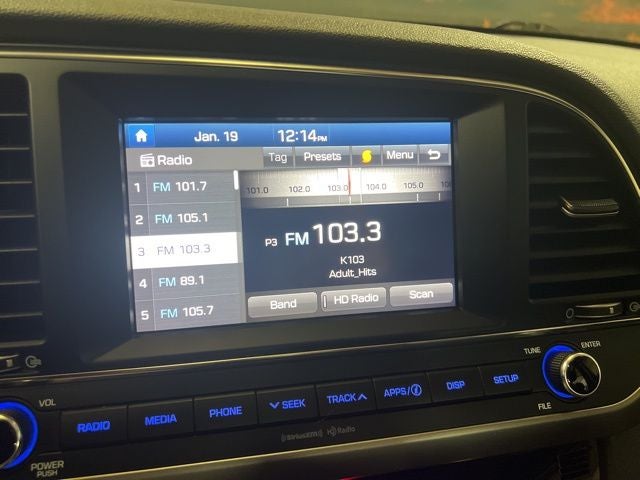 Jan. 19 12:14PM
Radio Tag Presets Menu
1 FM 101.7
2 FM 105.1
3 FM 103.3
4 FM 89.1
5 FM 105.7
101.0 102.0 103.0 104.0 105.0
P3 FM 103.3
K103
Adult_Hits
Band HD Radio Scan
VOL
RADIO MEDIA PHONE SEEK TRACK APPS/i DISP SETUP
TUNE ENTER
FILE
POWER
PUSH
SiriusXM HD Radio